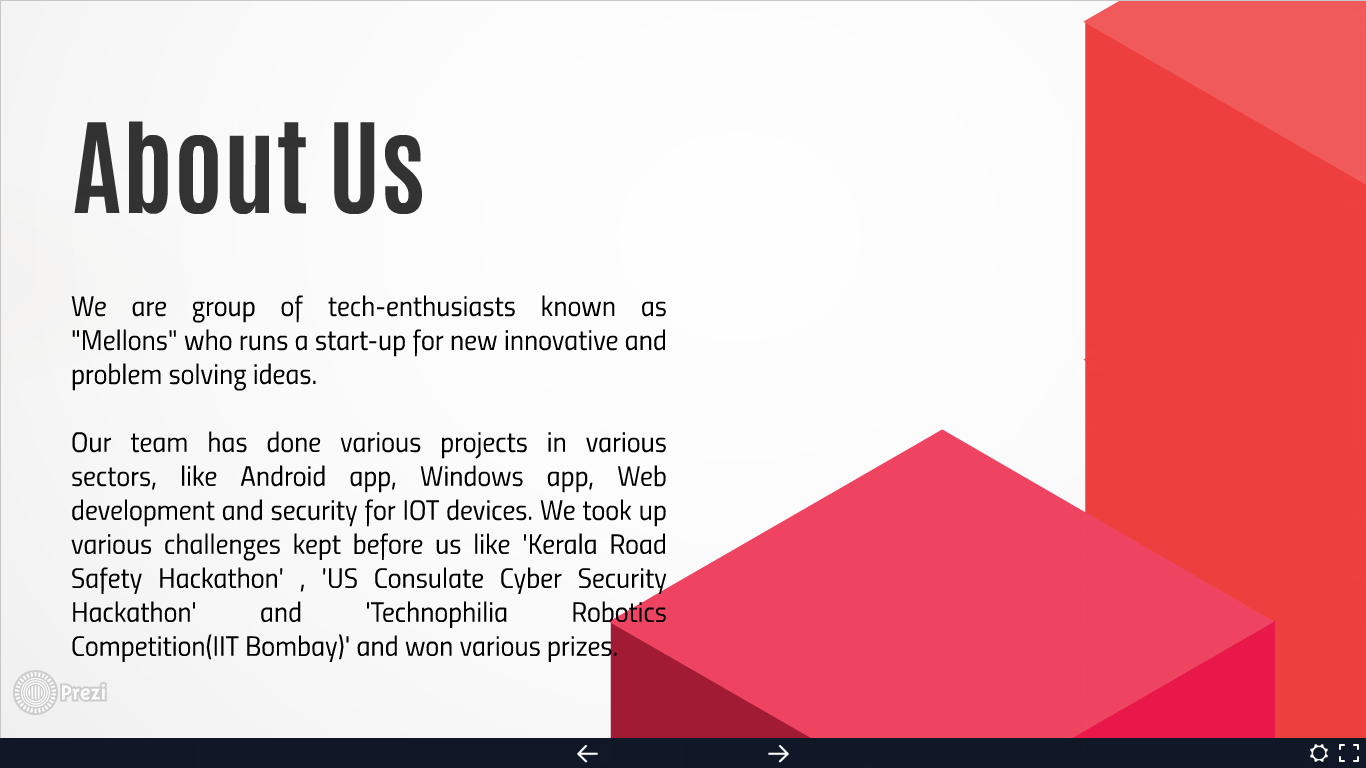 About Us
We are group of tech-enthusiasts known as
"Mellons" who runs a start-up for new innovative and
problem solving ideas.
Our team has done various projects in various
sectors, like Android app, Windows app, Web
development and security for IOT devices. We took up
various challenges kept before us like 'Kerala Road
Safety Hackathon' , 'US Consulate Cyber Security
Hackathon' and 'Technophilia Robotics
Competition(IIT Bombay)' and won various prizes.
Prezi